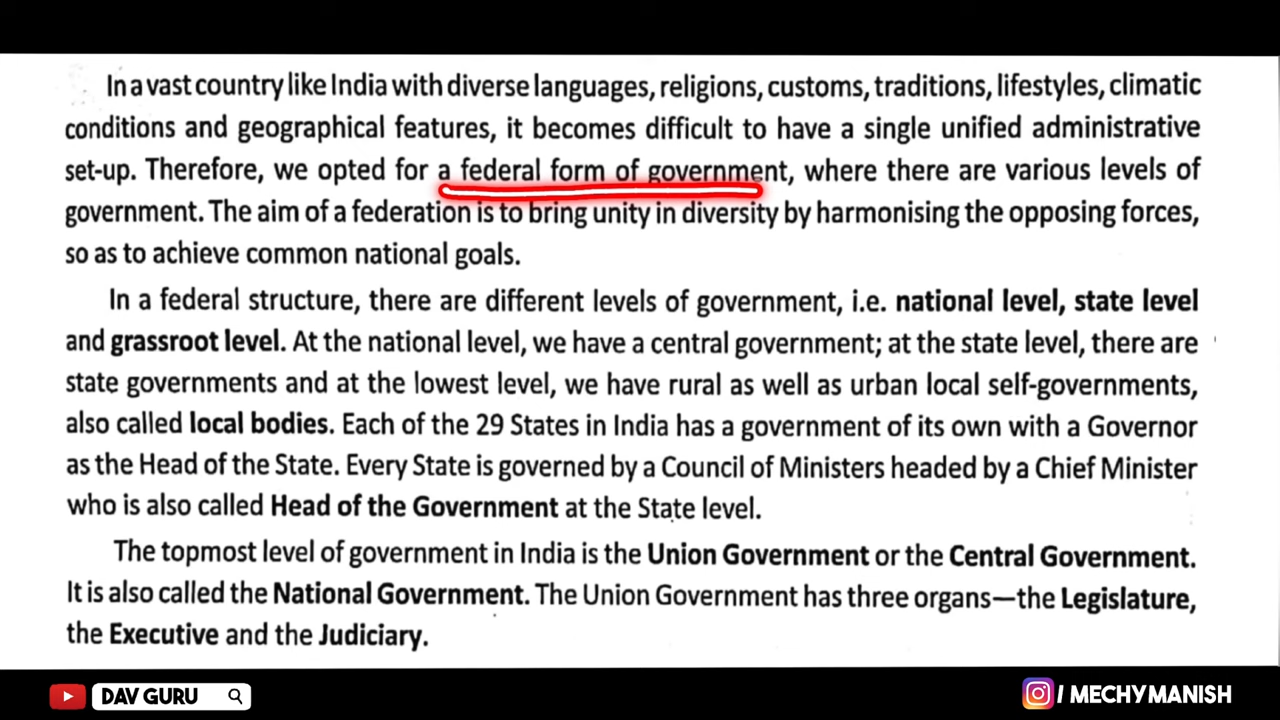 In a vast country like India with diverse languages, religions, customs, traditions, lifestyles, climatic
conditions and geographical features, it becomes difficult to have a single unified administrative
set-up. Therefore, we opted for a federal form of government, where there are various levels of
government. The aim of a federation is to bring unity in diversity by harmonising the opposing forces,
so as to achieve common national goals.
In a federal structure, there are different levels of government, i.e. national level, state level
and grassroot level. At the national level, we have a central government; at the state level, there are
state governments and at the lowest level, we have rural as well as urban local self-governments,
also called local bodies. Each of the 29 States in India has a government of its own with a Governor
as the Head of the State. Every State is governed by a Council of Ministers headed by a Chief Minister
who is also called Head of the Government at the State level.
The topmost level of government in India is the Union Government or the Central Government.
It is also called the National Government. The Union Government has three organs—the Legislature,
the Executive and the Judiciary.
DAV GURU
/ MECHYMANISH